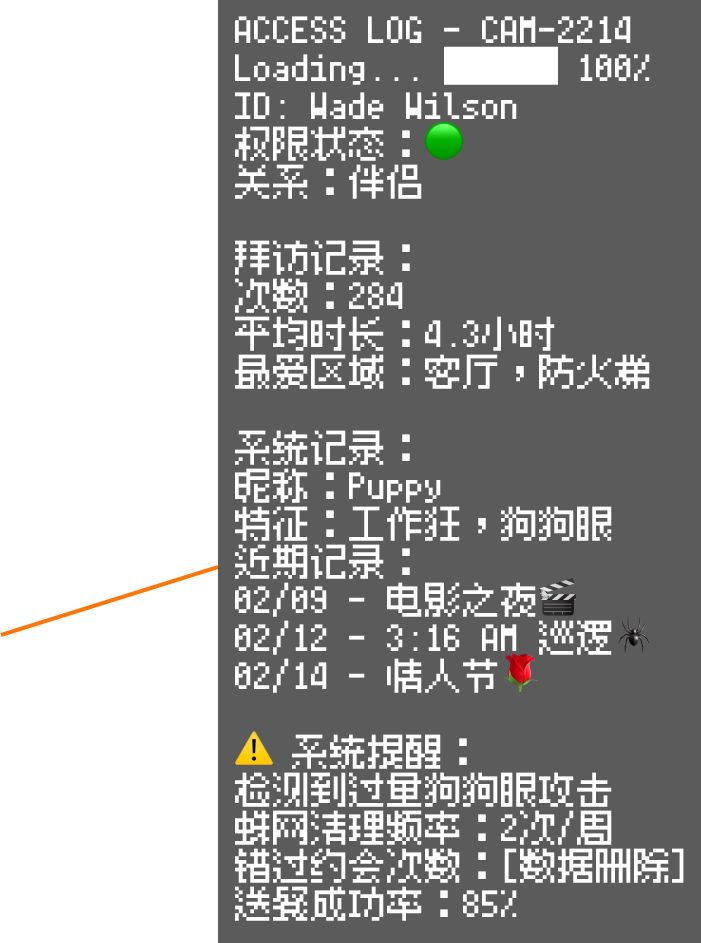 ACCESS LOG - CAM-2214
Loading... 100%
ID: Wade Wilson
权限状态：🟢
关系：伴侣
拜访记录：
次数：284
平均时长：4.3小时
最爱区域：客厅，防火梯
系统记录：
昵称：Puppy
特征：工作狂，狗狗眼
近期记录：
02/09 - 电影之夜🎬
02/12 - 3:16 AM 巡逻🕷
02/14 - 情人节🌹
⚠️ 系统提醒：
检测到过量狗狗眼攻击
蛛网清理频率：2次/周
错过约会次数：[数据删除]
送餐成功率：85%